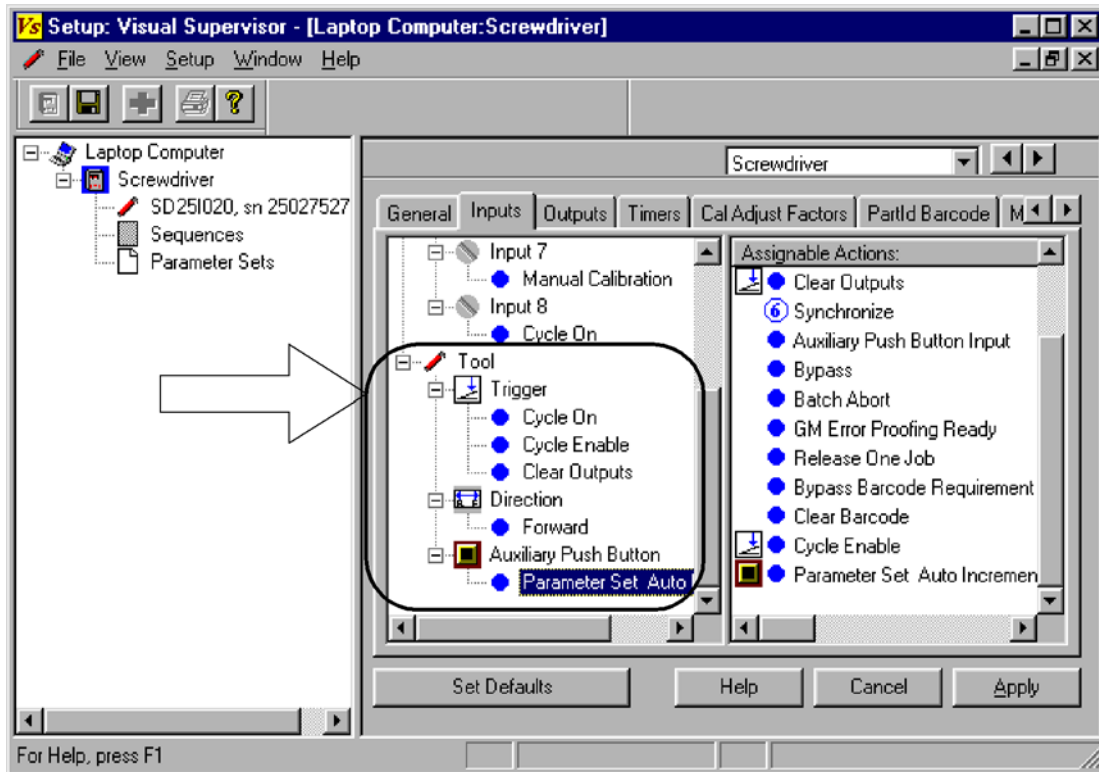 Vs Setup: Visual Supervisor - [Laptop Computer:Screwdriver]
File View Setup Window Help
Laptop Computer
Screwdriver
SD25I020, sn 25027527
Sequences
Parameter Sets
Screwdriver
General Inputs Outputs Timers Cal Adjust Factors PartId Barcode M
Input 7
Manual Calibration
Input 8
Cycle On
Tool
Trigger
Cycle On
Cycle Enable
Clear Outputs
Direction
Forward
Auxiliary Push Button
Parameter Set Auto
Assignable Actions:
Clear Outputs
6 Synchronize
Auxiliary Push Button Input
Bypass
Batch Abort
GM Error Proofing Ready
Release One Job
Bypass Barcode Requirement
Clear Barcode
Cycle Enable
Parameter Set Auto Incremen
Set Defaults Help Cancel Apply
For Help, press F1